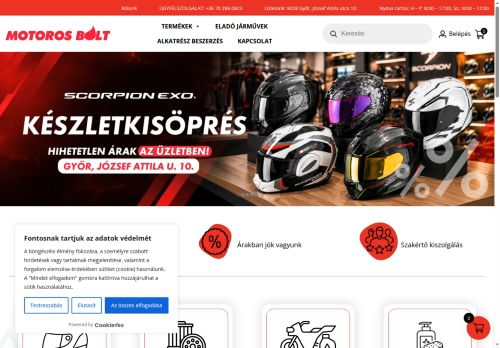 Rólunk
ÜGYFÉLSZOLGÁLAT: +36 70 286 0823
Üzletünk: 9028 Győr, József Attila utca 10.
Nyitva tartás: H – P: 8:00 – 17:00, Sz.: 8:00 – 12:00
MOTOROS BOLT
TERMÉKEK
ELADÓ JÁRMŰVEK
ALKATRÉSZ BESZERZÉS
KAPCSOLAT
Keresés
Belépés
0
SCORPION EXO.
KÉSZLETKISÖPRÉS
HIHETETLEN ÁRAK AZ ÜZLETBEN!
GYŐR, JÓZSEF ATTILA U. 10.
%
Árakban jók vagyunk
Szakértő kiszolgálás
Fontosnak tartjuk az adatok védelmét
A böngészési élmény fokozása, a személyre szabott
hirdetések vagy tartalmak megjelenítése, valamint a
forgalom elemzése érdekében sütiket (cookie) használunk.
A "Mindet elfogadom" gombra kattintva hozzájárulhat a
sütik használatához.
Testreszabás
Elutasít
Az összes elfogadása
Powered by CookieYes
0